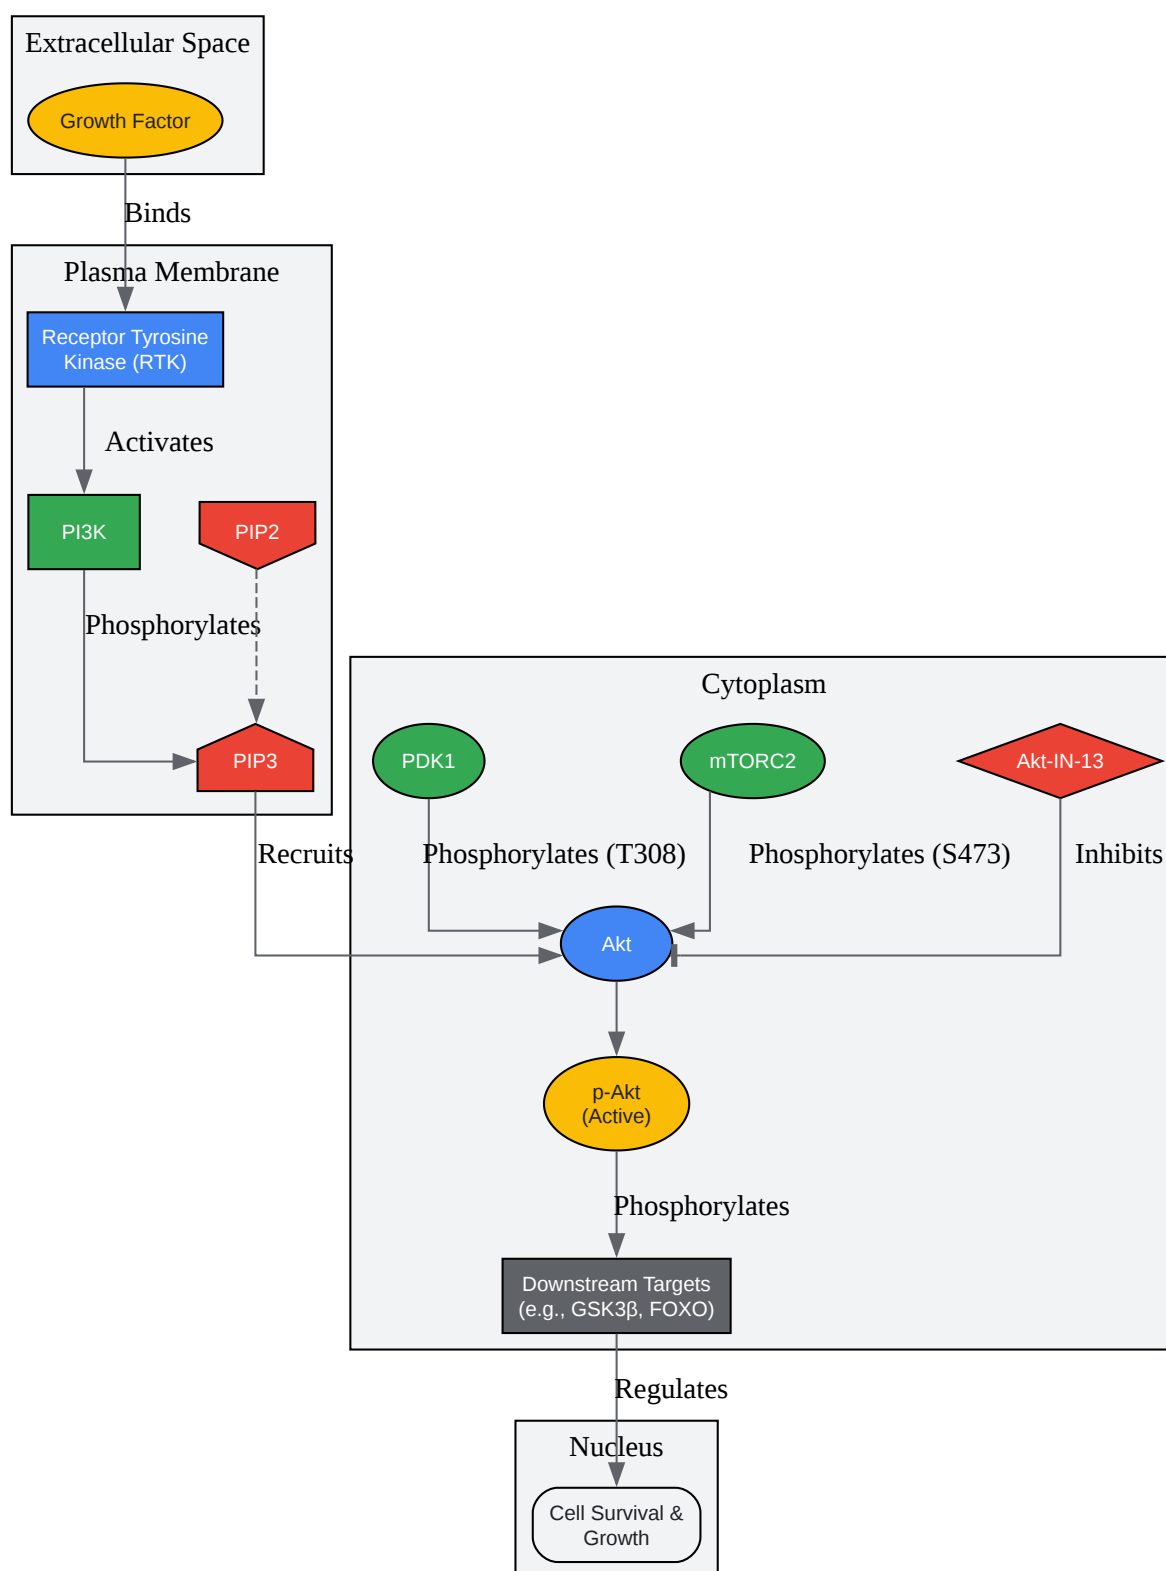 Extracellular Space
Growth Factor
Binds
Plasma Membrane
Receptor Tyrosine
Kinase (RTK)
Activates
PI3K
PIP2
Phosphorylates
PIP3
Recruits
Cytoplasm
PDK1
mTORC2
Akt-IN-13
Phosphorylates (T308)
Phosphorylates (S473)
Inhibits
Akt
p-Akt
(Active)
Phosphorylates
Downstream Targets
(e.g., GSK3β, FOXO)
Regulates
Nucleus
Cell Survival &
Growth